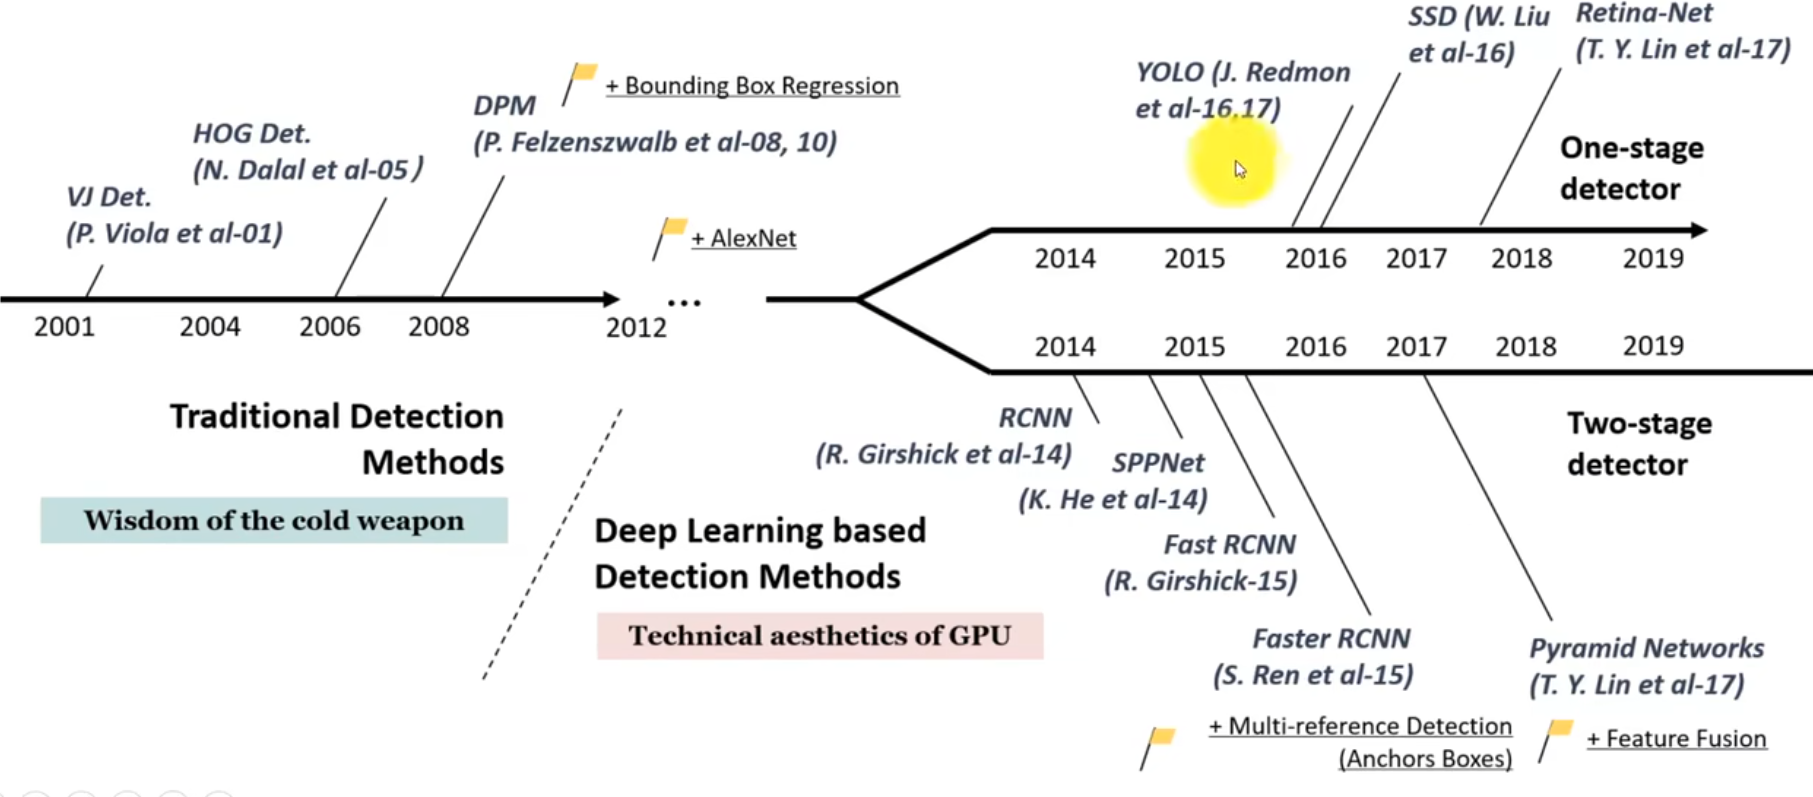 SSD (W. Liu
et al-16)
Retina-Net
(T. Y. Lin et al-17)
YOLO (J. Redmon
et al-16,17)
+ Bounding Box Regression
DPM
(P. Felzenszwalb et al-08, 10)
HOG Det.
(N. Dalal et al-05)
VJ Det.
(P. Viola et al-01)
+ AlexNet
One-stage
detector
2014 2015 2016 2017 2018 2019
...
2001 2004 2006 2008 2012
2014 2015 2016 2017 2018 2019
Traditional Detection
Methods
Wisdom of the cold weapon
Deep Learning based
Detection Methods
Technical aesthetics of GPU
RCNN
(R. Girshick et al-14)
SPPNet
(K. He et al-14)
Fast RCNN
(R. Girshick-15)
Faster RCNN
(S. Ren et al-15)
+ Multi-reference Detection
(Anchors Boxes)
Two-stage
detector
Pyramid Networks
(T. Y. Lin et al-17)
+ Feature Fusion